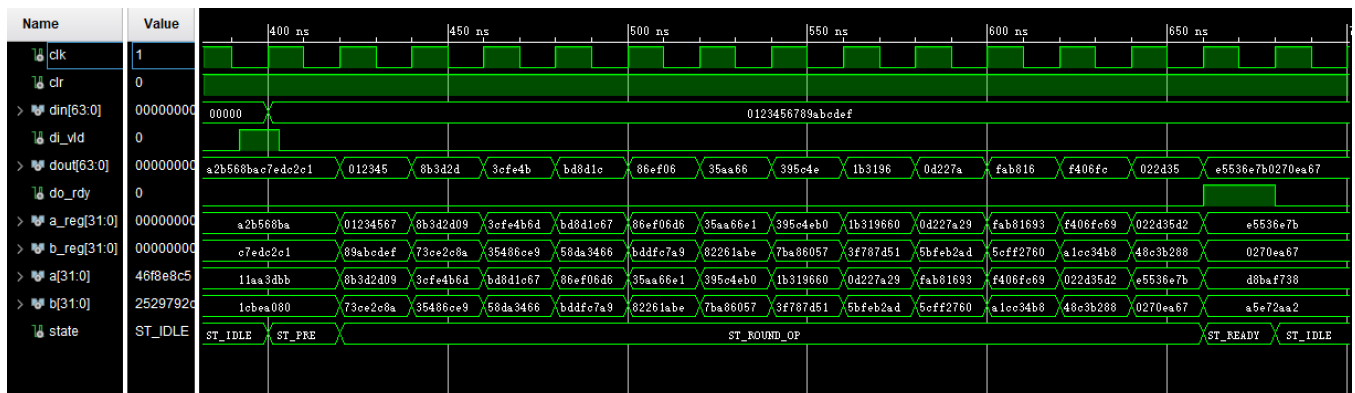 Name Value 400 ns 450 ns 500 ns 550 ns 600 ns 650 ns
clk 1
clr 0
din[63:0] 00000000 00000 0123456789abcdef
di_vld 0
dout[63:0] 00000000 a2b568bac7edc2c1 012345 8b3d2d 3cfe4b bd8d1c 86ef06 35aa66 395c4e 1b3196 0d227a fab816 f406fc 022d35 e5536e7b0270ea67
do_rdy 0
a_reg[31:0] 00000000 a2b568ba 01234567 8b3d2d09 3cfe4b6d bd8d1c67 86ef06d6 35aa66e1 395c4eb0 1b319660 0d227a29 fab81693 f406fc69 022d35d2 e5536e7b
b_reg[31:0] 00000000 c7edc2c1 89abcdef 73ce2c8a 35486ce9 58da3466 bddfc7a9 82261abe 7ba86057 3f787d51 5bfeb2ad 5cff2760 a1cc34b8 48c3b288 0270ea67
a[31:0] 46f8e8c5 11aa3dbb 8b3d2d09 3cfe4b6d bd8d1c67 86ef06d6 35aa66e1 395c4eb0 1b319660 0d227a29 fab81693 f406fc69 022d35d2 e5536e7b d8baf738
b[31:0] 2529792c 1cbea080 73ce2c8a 35486ce9 58da3466 bddfc7a9 82261abe 7ba86057 3f787d51 5bfeb2ad 5cff2760 a1cc34b8 48c3b288 0270ea67 a5e72aa2
state ST_IDLE ST_IDLE ST_PRE ST_ROUND_OP ST_READY ST_IDLE